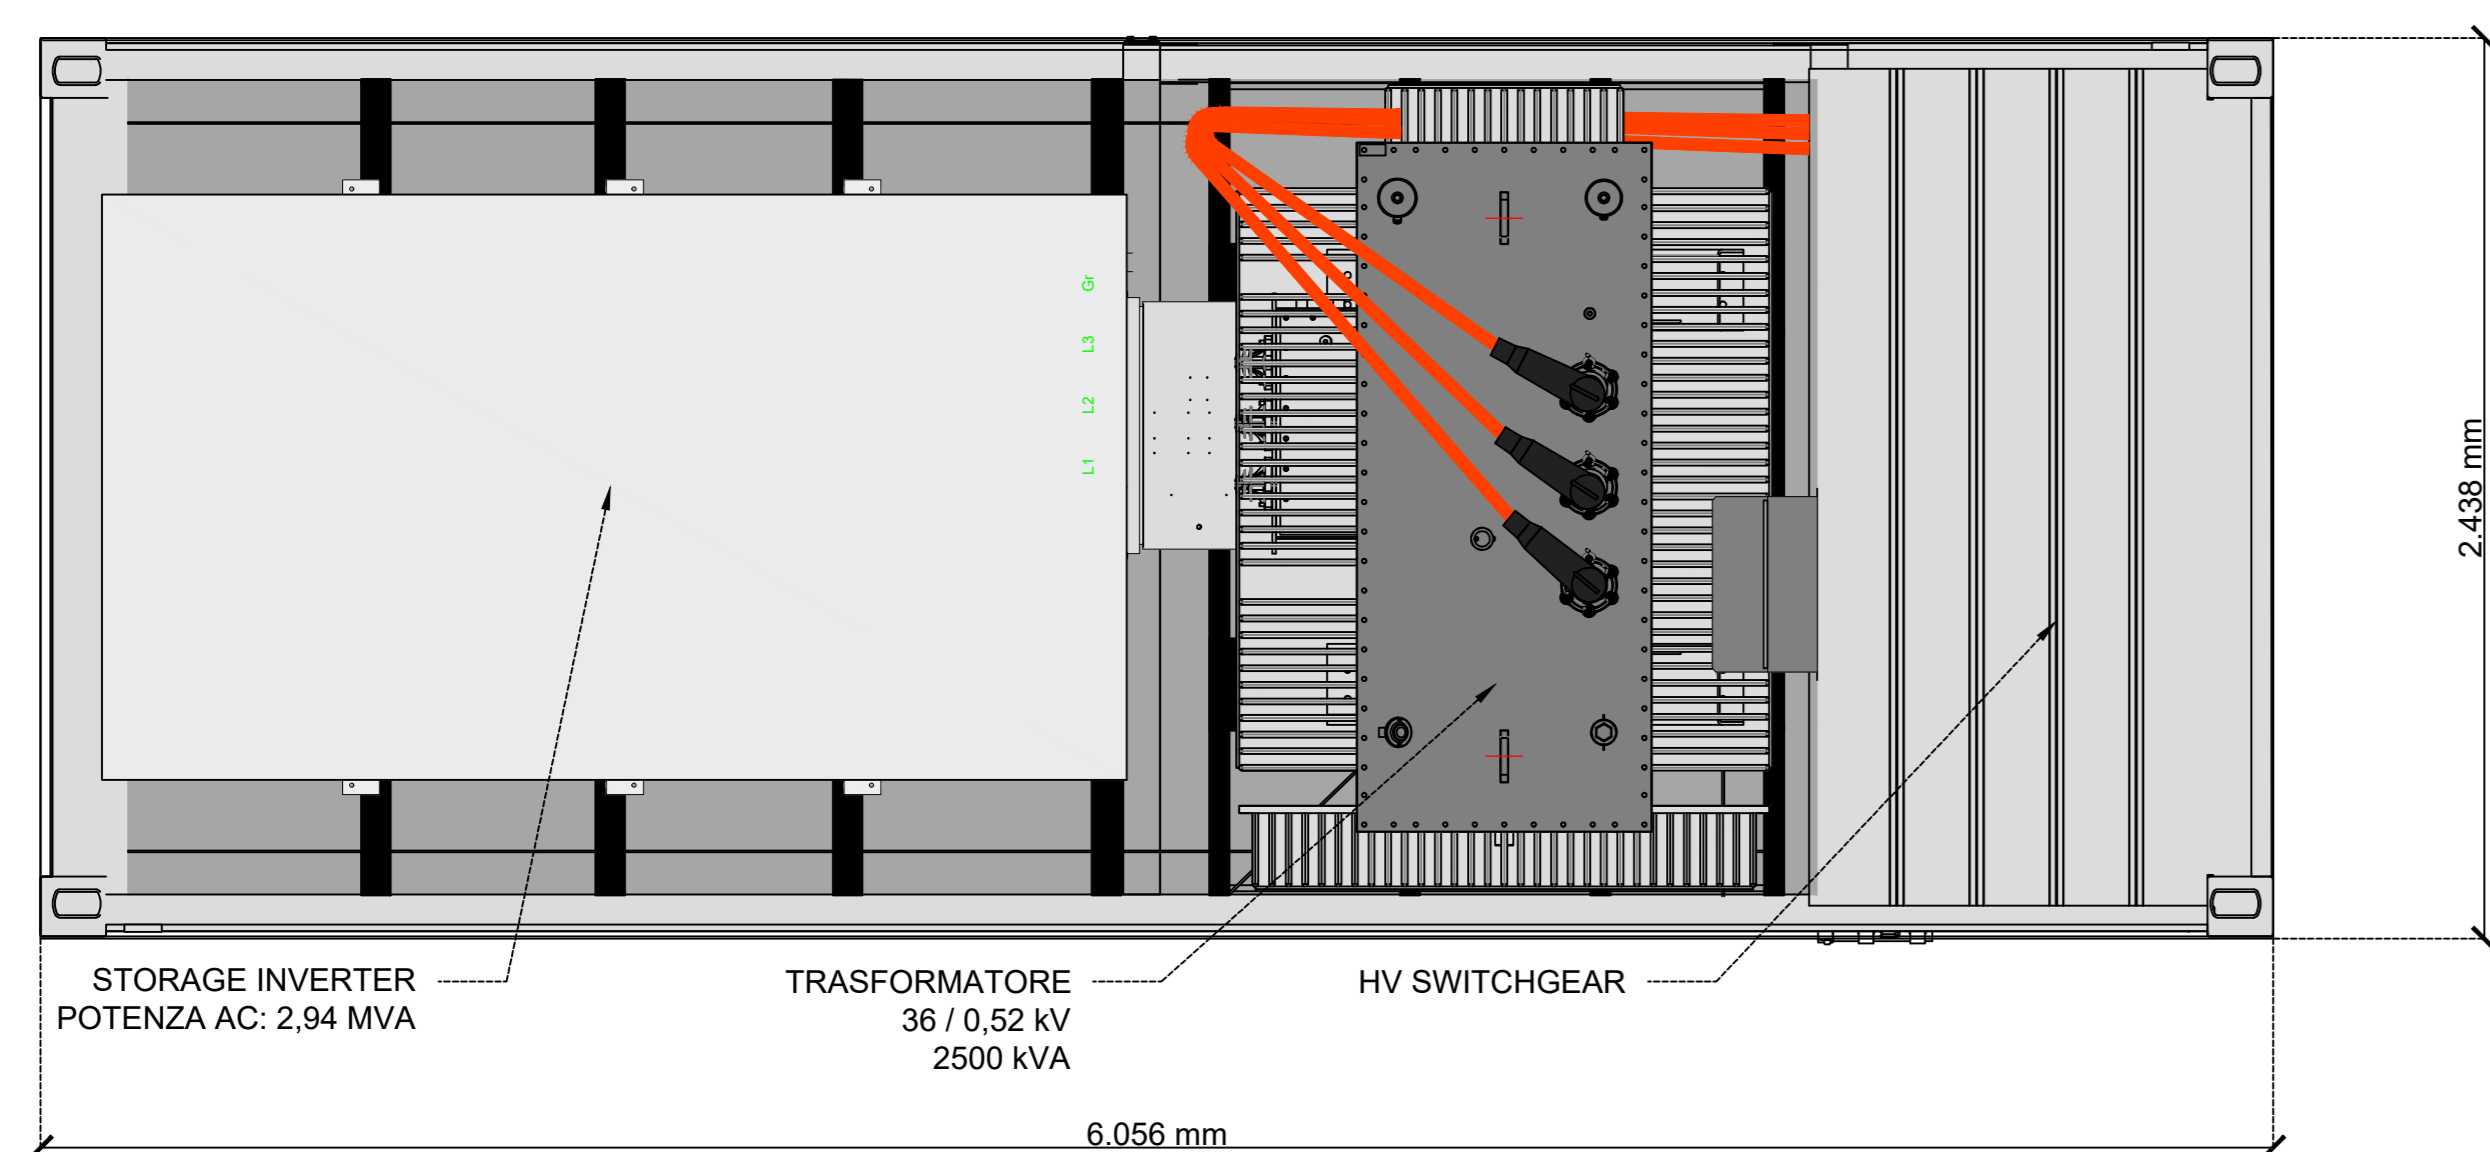 Gr
L3
L2
L1
2.438 mm
STORAGE INVERTER
POTENZA AC: 2,94 MVA
TRASFORMATORE
36 / 0,52 kV
2500 kVA
HV SWITCHGEAR
6.056 mm